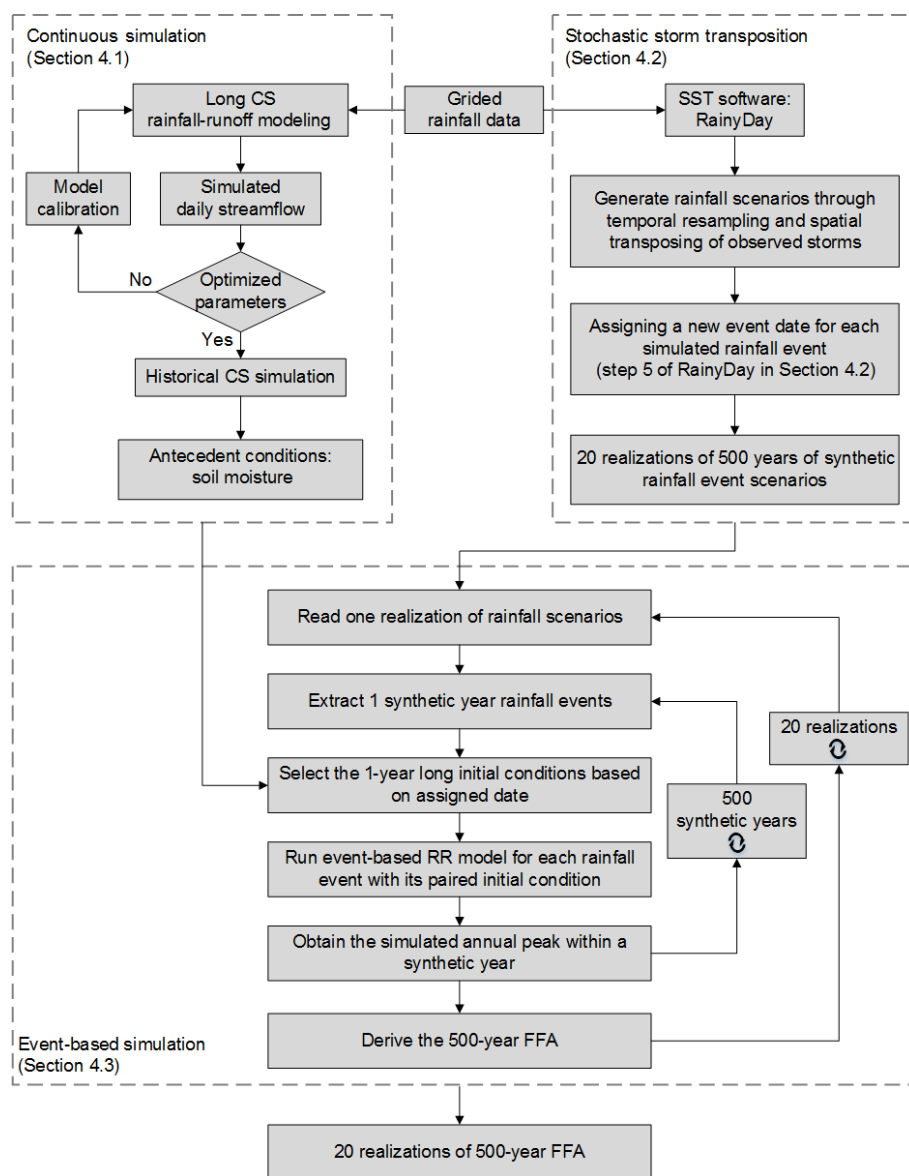 Continuous simulation
(Section 4.1)
Long CS
rainfall-runoff modeling
Model
calibration
Simulated
daily streamflow
No
Optimized
parameters
Yes
Historical CS simulation
Antecedent conditions:
soil moisture
Grided
rainfall data
Stochastic storm transposition
(Section 4.2)
SST software:
RainyDay
Generate rainfall scenarios through
temporal resampling and spatial
transposing of observed storms
Assigning a new event date for each
simulated rainfall event
(step 5 of RainyDay in Section 4.2)
20 realizations of 500 years of synthetic
rainfall event scenarios
Read one realization of rainfall scenarios
Extract 1 synthetic year rainfall events
Select the 1-year long initial conditions based
on assigned date
Run event-based RR model for each rainfall
event with its paired initial condition
Obtain the simulated annual peak within a
synthetic year
Derive the 500-year FFA
500
synthetic years
20 realizations
Event-based simulation
(Section 4.3)
20 realizations of 500-year FFA